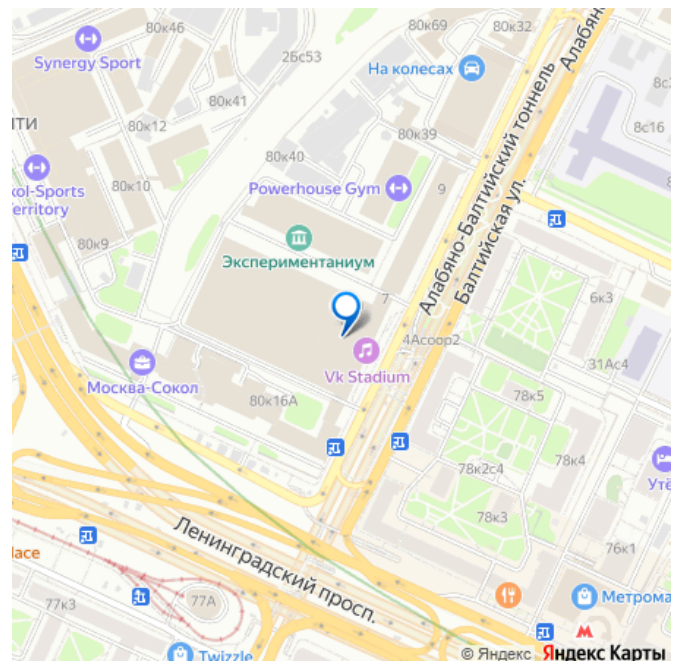 80к46
80к69
80к32
Synergy Sport
2Бс53
На колесах
Алабяно-Балтийский тоннель
80к41
80к12
80к39
8с16
80к40
80к10
Powerhouse Gym
9
Балтийская ул.
Экспериментаниум
80к9
7
6к3
4Асоор2
Vk Stadium
31Ас4
Москва-Сокол
78к5
80к16А
78к2с4
78к4
78к3
Ленинградский просп.
76к1
77к3
77А
Метрома
Twizzle
© Яндекс Яндекс Карты